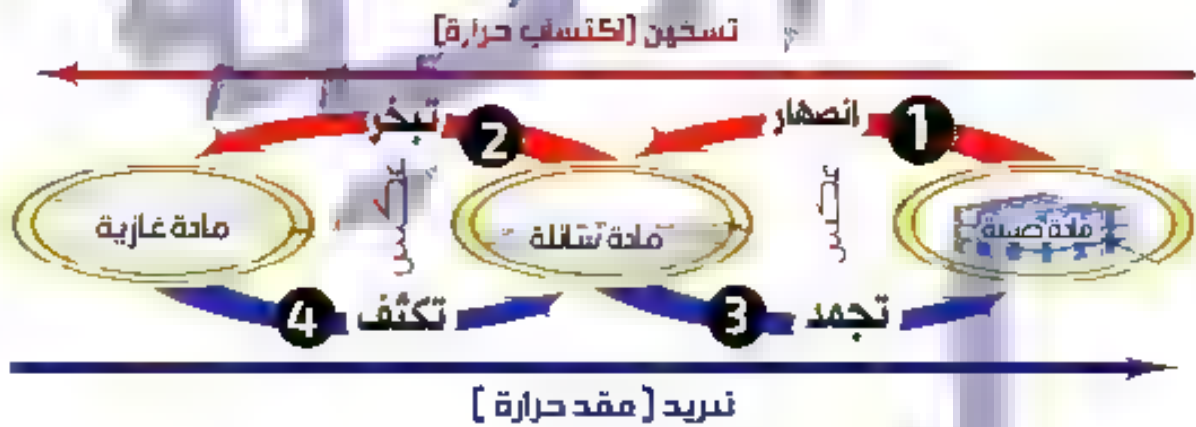 تسخين (اكتساب حرارة)
1 انصهار
2 تبخر
مادة صلبة
عكس
مادة سائلة
عكس
مادة غازية
3 تجمد
4 تكثف
تبريد ( فقد حرارة )